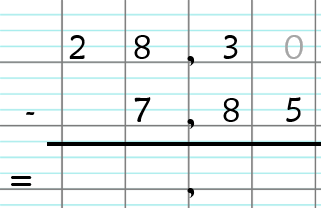 2 8 , 3 0
- 7 , 8 5
= ,